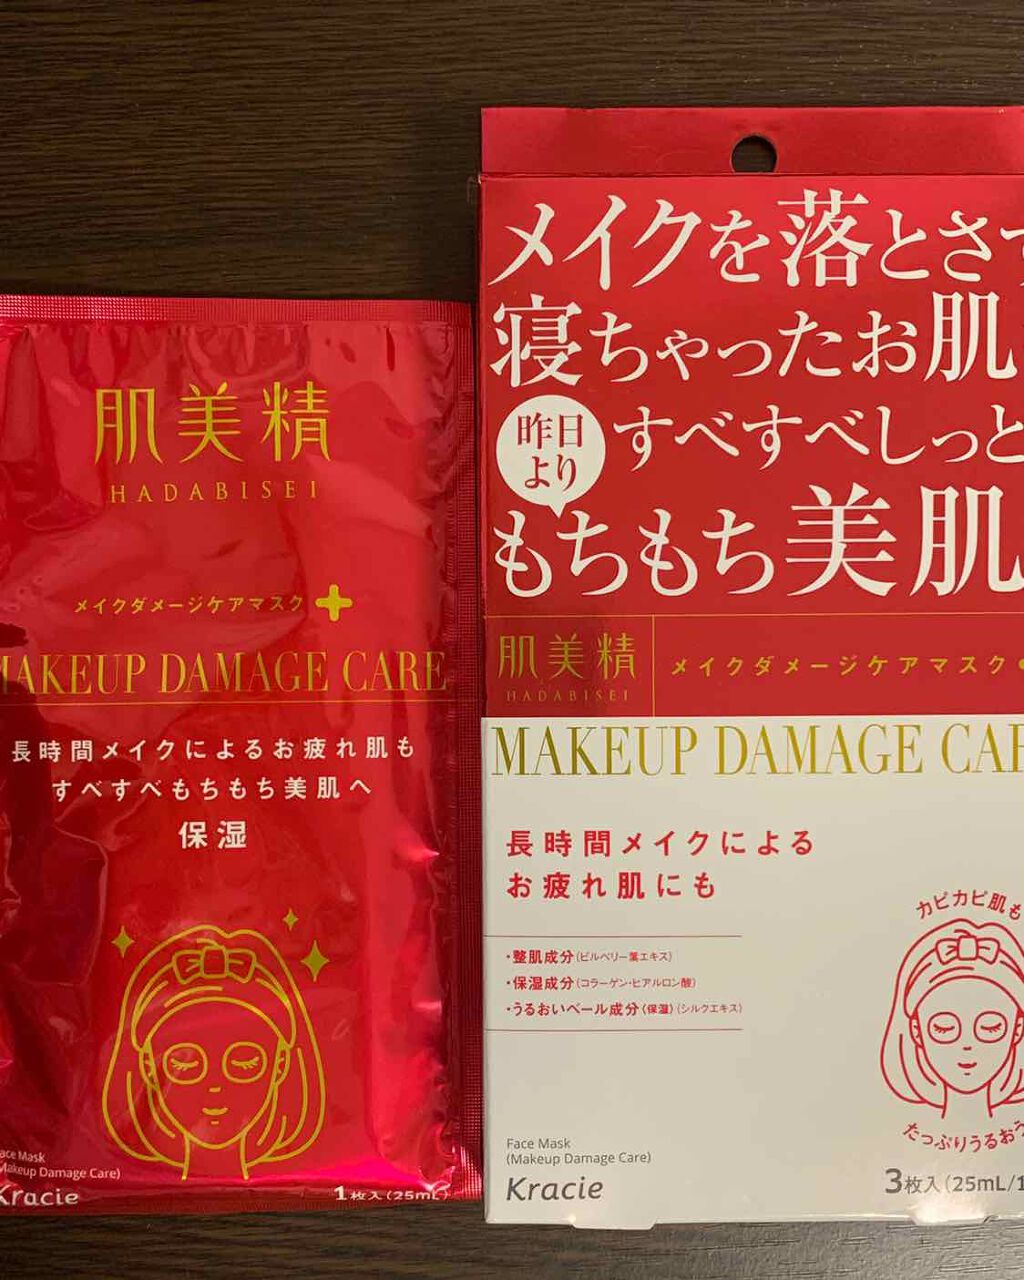 肌美精
HADABISEI
メイクダメージケアマスク
MAKEUP DAMAGE CARE
長時間メイクによるお疲れ肌も
すべすべもちもち美肌へ
保湿
ace Mask
Makeup Damage Care)
Kracie
1枚入(25mL)
メイクを落とさず
寝ちゃったお肌
昨日
より
すべすべしっと
もちもち美肌
肌美精
HADABISEI
メイクダメージケアマスク
MAKEUP DAMAGE CAR
長時間メイクによる
お疲れ肌にも
・整肌成分(ビルベリー葉エキス)
・保湿成分(コラーゲン・ヒアルロン酸)
・うるおいベール成分(保湿)(シルクエキス)
カピカピ肌も
たっぷりうるおう
Face Mask
(Makeup Damage Care)
Kracie
3枚入(25mL/1